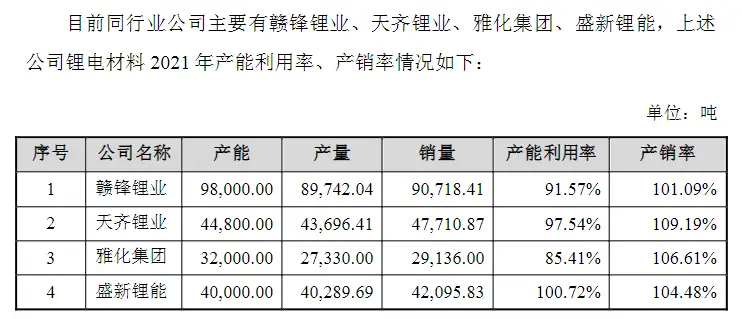 目前同行业公司主要有赣锋锂业、天齐锂业、雅化集团、盛新锂能，上述
公司锂电材料 2021 年产能利用率、产销率情况如下：
单位：吨
序号 公司名称 产能 产量 销量 产能利用率 产销率
1 赣锋锂业 98,000.00 89,742.04 90,718.41 91.57% 101.09%
2 天齐锂业 44,800.00 43,696.41 47,710.87 97.54% 109.19%
3 雅化集团 32,000.00 27,330.00 29,136.00 85.41% 106.61%
4 盛新锂能 40,000.00 40,289.69 42,095.83 100.72% 104.48%